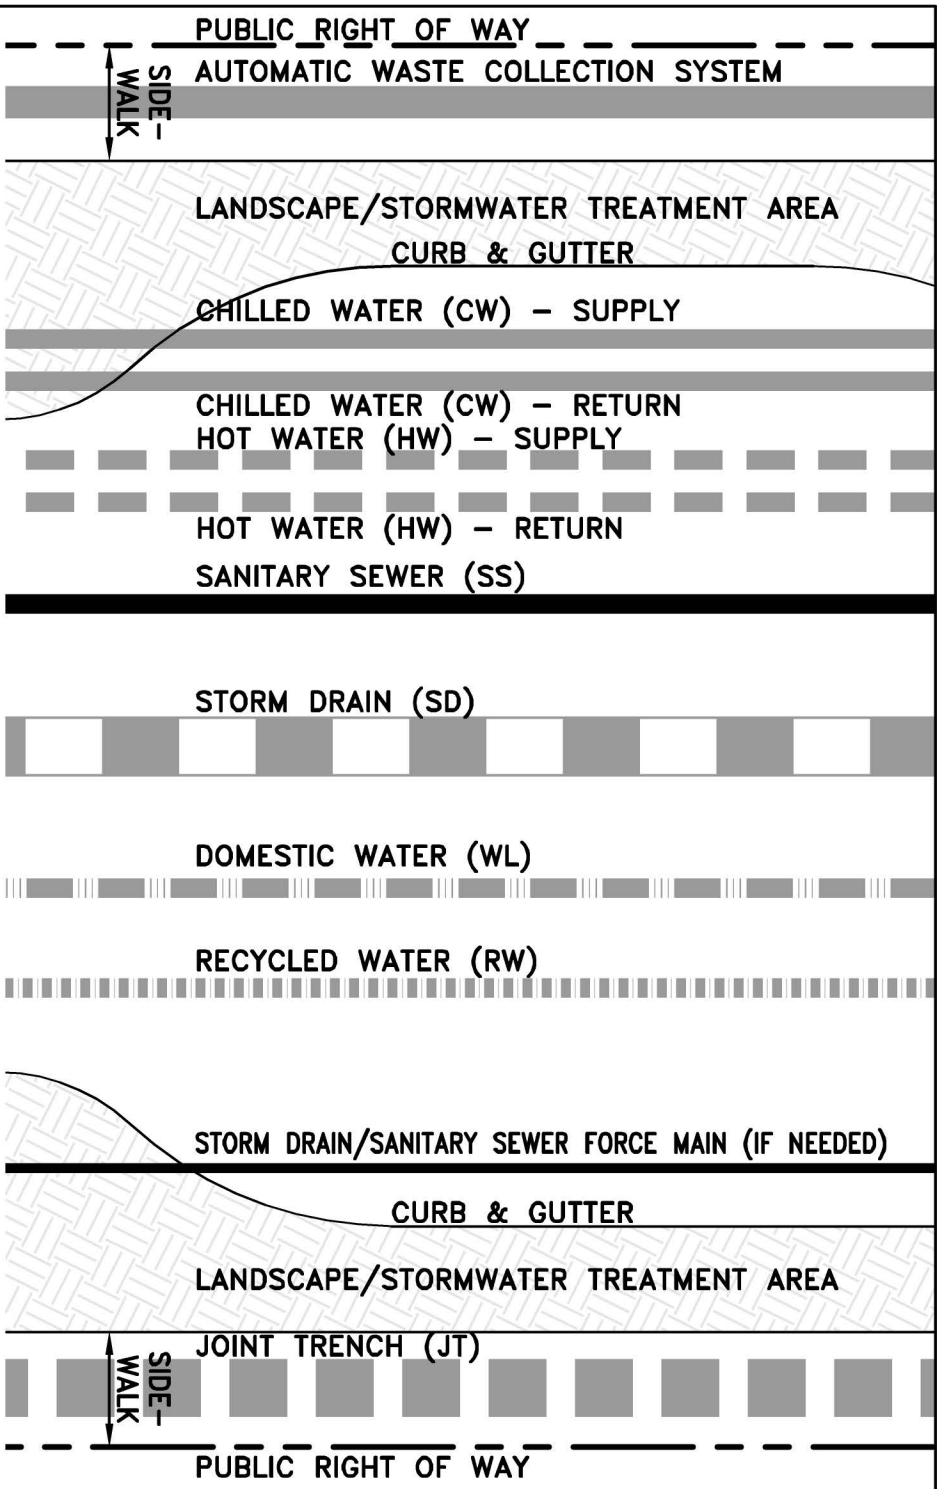 PUBLIC RIGHT OF WAY
AUTOMATIC WASTE COLLECTION SYSTEM
SIDE-
WALK
LANDSCAPE/STORMWATER TREATMENT AREA
CURB & GUTTER
CHILLED WATER (CW) - SUPPLY
CHILLED WATER (CW) - RETURN
HOT WATER (HW) - SUPPLY
HOT WATER (HW) - RETURN
SANITARY SEWER (SS)
STORM DRAIN (SD)
DOMESTIC WATER (WL)
RECYCLED WATER (RW)
STORM DRAIN/SANITARY SEWER FORCE MAIN (IF NEEDED)
CURB & GUTTER
LANDSCAPE/STORMWATER TREATMENT AREA
JOINT TRENCH (JT)
SIDE-
WALK
PUBLIC RIGHT OF WAY